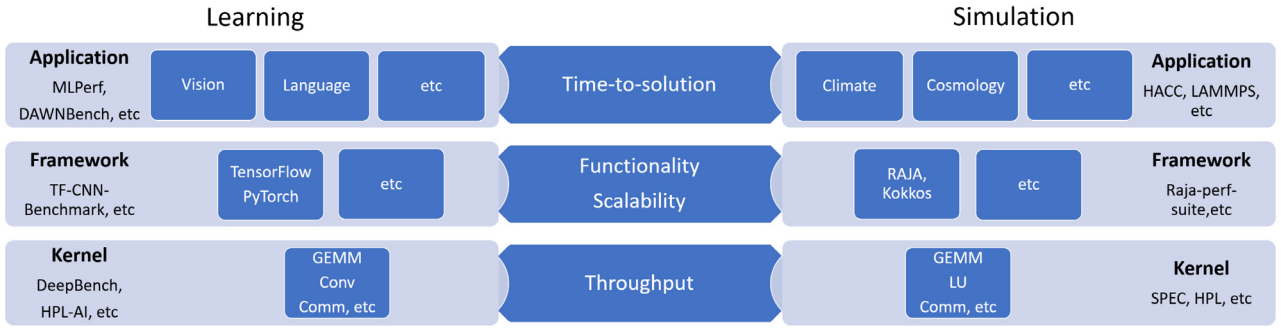 Learning
Simulation
Application
MLPerf,
DAWNBench, etc
Vision
Language
etc
Time-to-solution
Climate
Cosmology
etc
Application
HACC, LAMMPS,
etc
Framework
TF-CNN-
Benchmark, etc
TensorFlow
PyTorch
etc
Functionality
Scalability
RAJA,
Kokkos
etc
Framework
Raja-perf-
suite,etc
Kernel
DeepBench,
HPL-AI, etc
GEMM
Conv
Comm, etc
Throughput
GEMM
LU
Comm, etc
Kernel
SPEC, HPL, etc